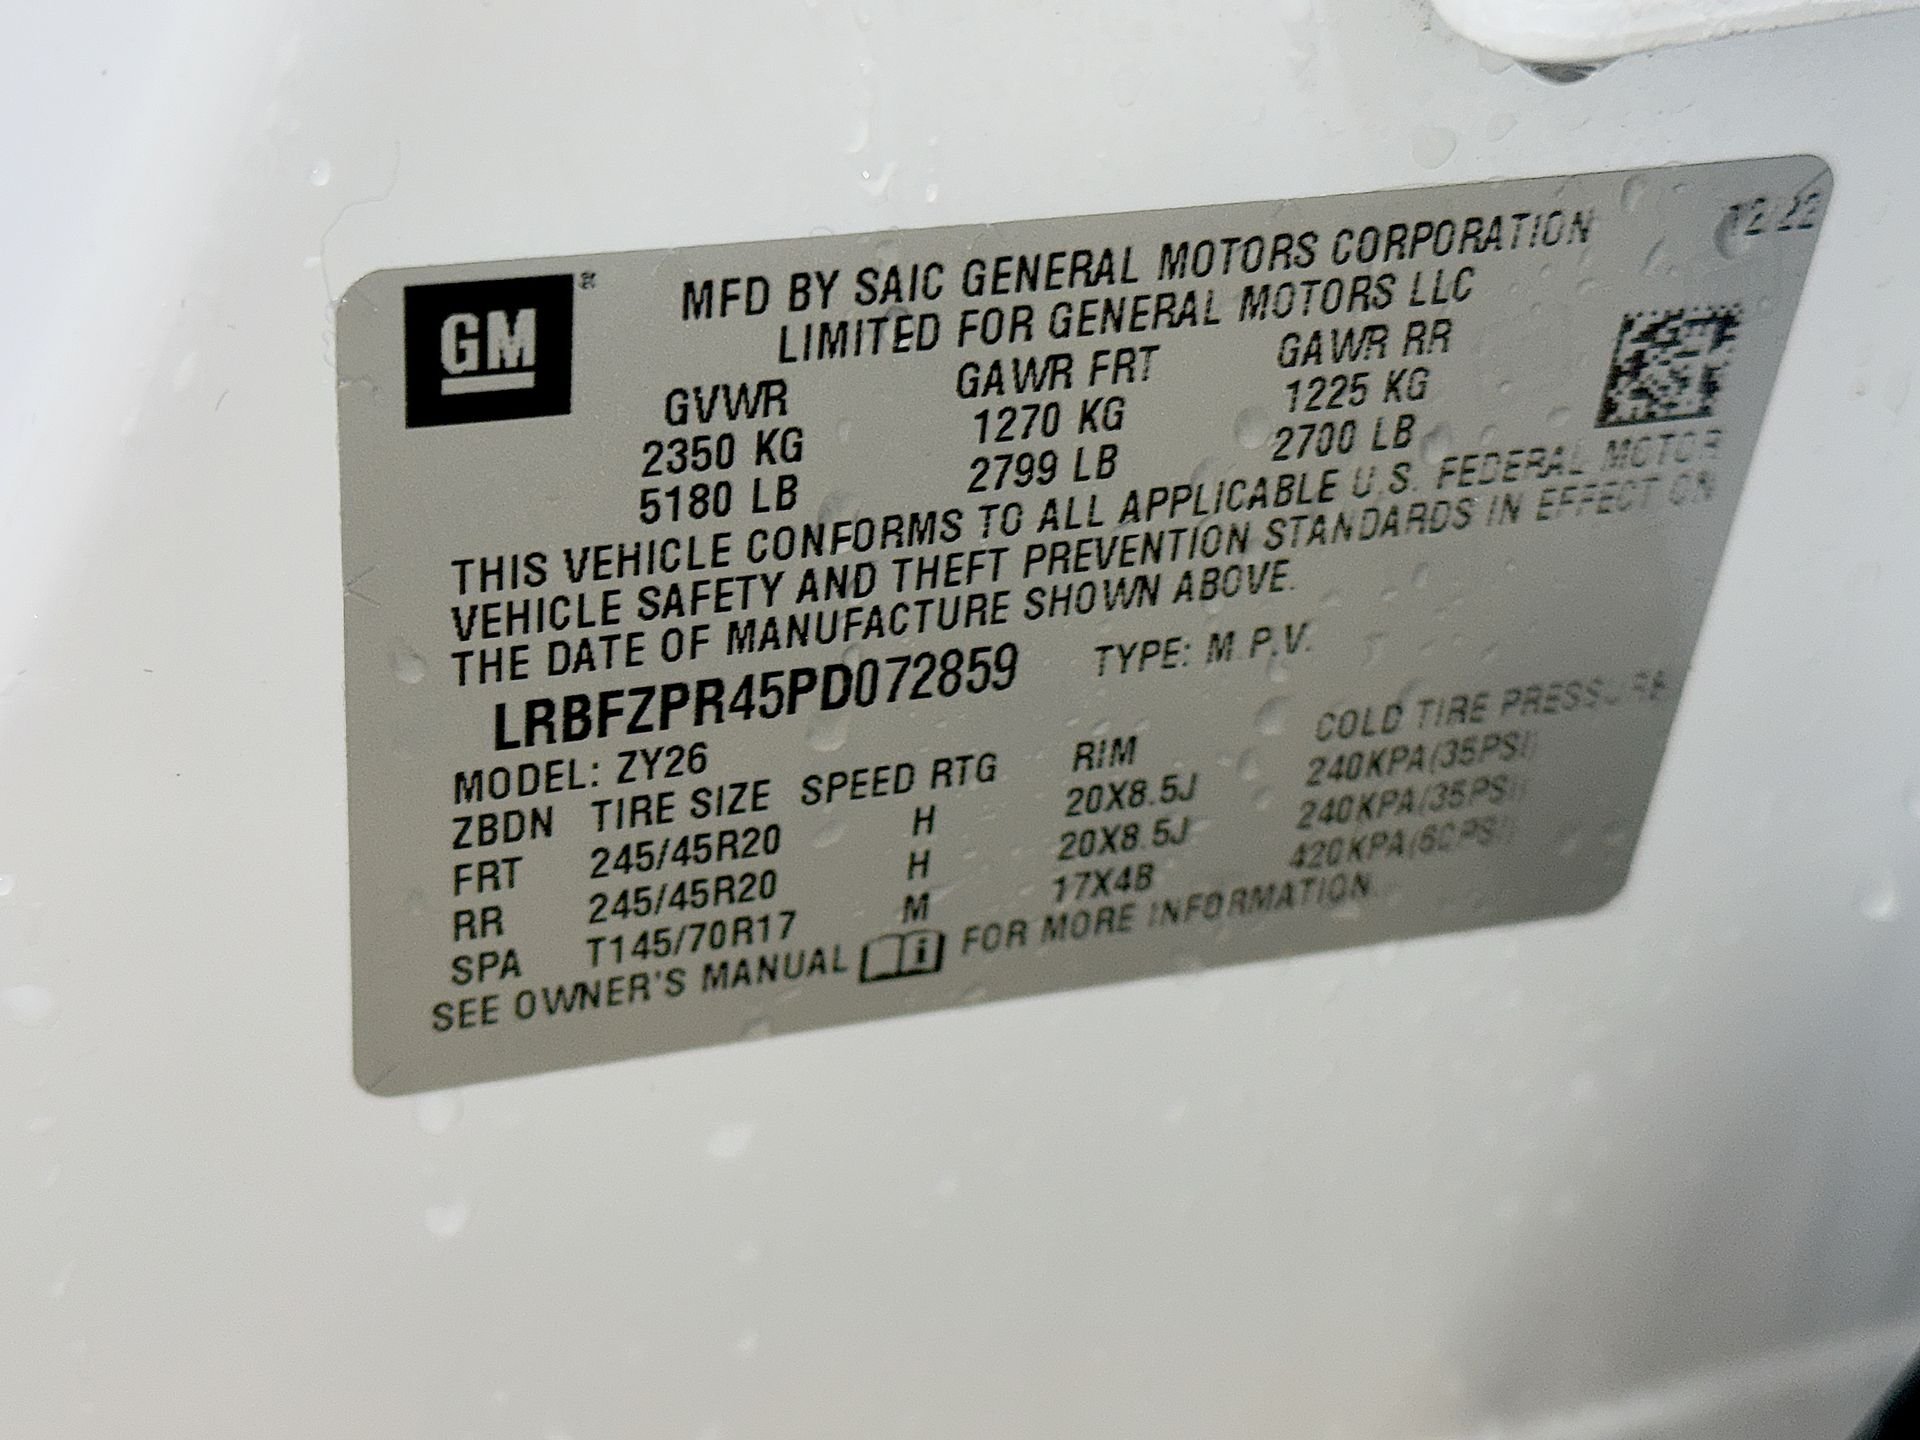 12/22
GM ®
MFD BY SAIC GENERAL MOTORS CORPORATION
LIMITED FOR GENERAL MOTORS LLC
GVWR GAWR FRT GAWR RR
2350 KG 1270 KG 1225 KG
5180 LB 2799 LB 2700 LB
THIS VEHICLE CONFORMS TO ALL APPLICABLE U.S. FEDERAL MOTOR
VEHICLE SAFETY AND THEFT PREVENTION STANDARDS IN EFFECT ON
THE DATE OF MANUFACTURE SHOWN ABOVE.
LRBFZPR45PD072859 TYPE: M.P.V.
MODEL: ZY26
ZBDN TIRE SIZE SPEED RTG RIM COLD TIRE PRESSURE
FRT 245/45R20 H 20X8.5J 240KPA(35PSI)
RR 245/45R20 H 20X8.5J 240KPA(35PSI)
SPA T145/70R17 M 17X4B 420KPA(60PSI)
SEE OWNER'S MANUAL i FOR MORE INFORMATION.